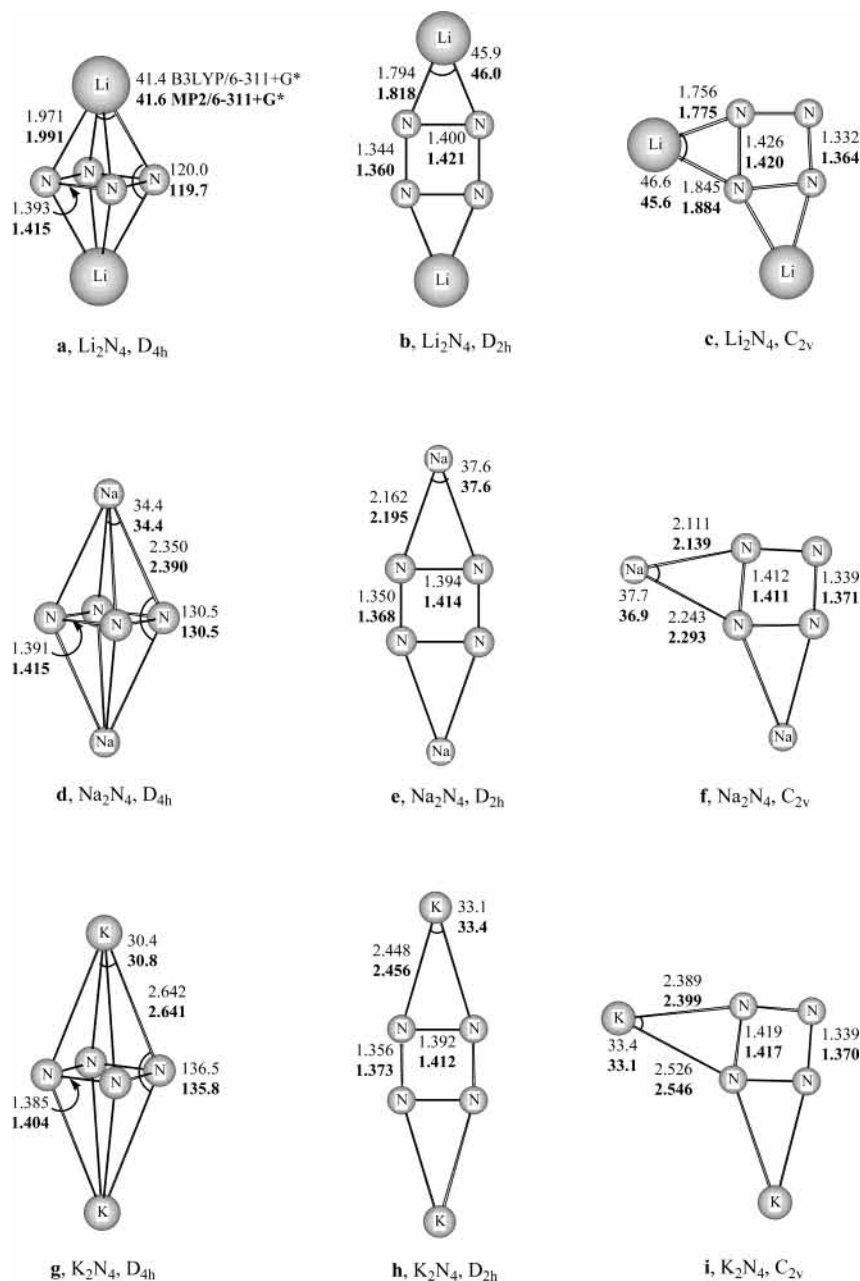 Li
41.4 B3LYP/6-311+G*
41.6 MP2/6-311+G*
1.971
1.991
N
N
N
N
120.0
119.7
1.393
1.415
Li
a, Li2N4, D4h
Li
45.9
46.0
1.794
1.818
N
N
1.344
1.360
1.400
1.421
N
N
Li
b, Li2N4, D2h
1.756
1.775
N
N
Li
1.426
1.420
1.332
1.364
46.6
45.6
1.845
1.884
N
N
Li
c, Li2N4, C2v
Na
34.4
34.4
2.350
2.390
N
N
N
N
130.5
130.5
1.391
1.415
Na
d, Na2N4, D4h
Na
37.6
37.6
2.162
2.195
N
N
1.350
1.368
1.394
1.414
N
N
Na
e, Na2N4, D2h
2.111
2.139
N
N
Na
1.412
1.411
1.339
1.371
37.7
36.9
2.243
2.293
N
N
Na
f, Na2N4, C2v
K
30.4
30.8
2.642
2.641
N
N
N
N
136.5
135.8
1.385
1.404
K
g, K2N4, D4h
K
33.1
33.4
2.448
2.456
N
N
1.356
1.373
1.392
1.412
N
N
K
h, K2N4, D2h
2.389
2.399
N
N
K
1.419
1.417
1.339
1.370
33.4
33.1
2.526
2.546
N
N
K
i, K2N4, C2v